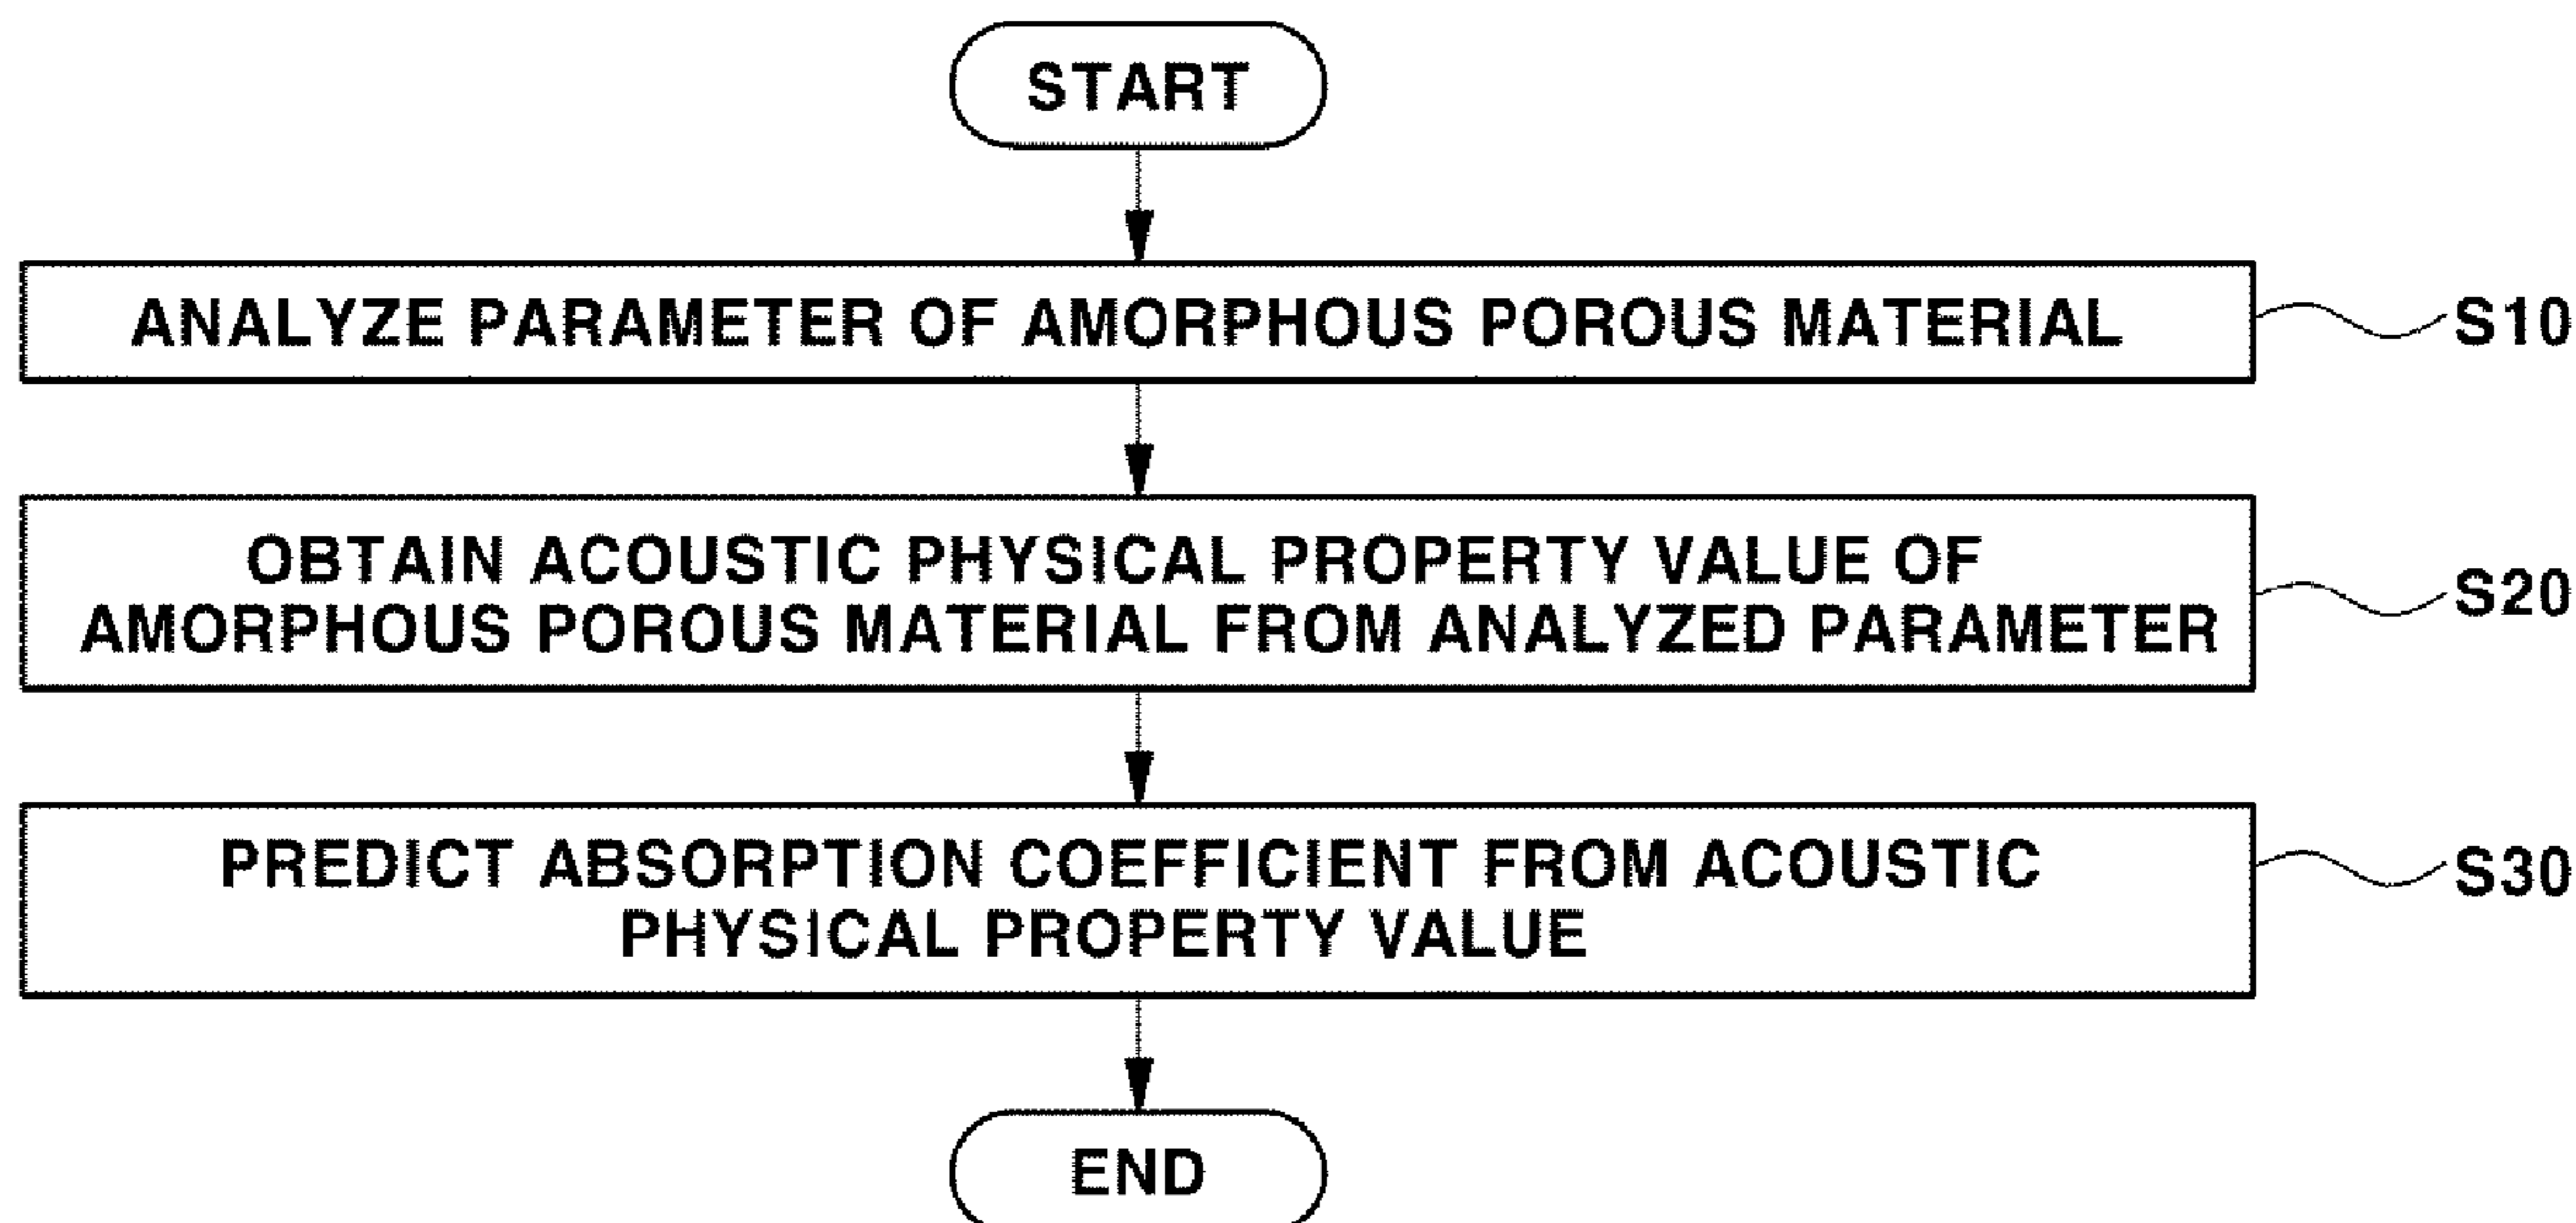 START
ANALYZE PARAMETER OF AMORPHOUS POROUS MATERIAL
S10
OBTAIN ACOUSTIC PHYSICAL PROPERTY VALUE OF
AMORPHOUS POROUS MATERIAL FROM ANALYZED PARAMETER
S20
PREDICT ABSORPTION COEFFICIENT FROM ACOUSTIC
PHYSICAL PROPERTY VALUE
S30
END